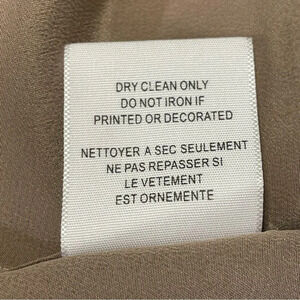 DRY CLEAN ONLY
DO NOT IRON IF
PRINTED OR DECORATED
NETTOYER A SEC SEULEMENT
NE PAS REPASSER SI
LE VETEMENT
EST ORNEMENTE